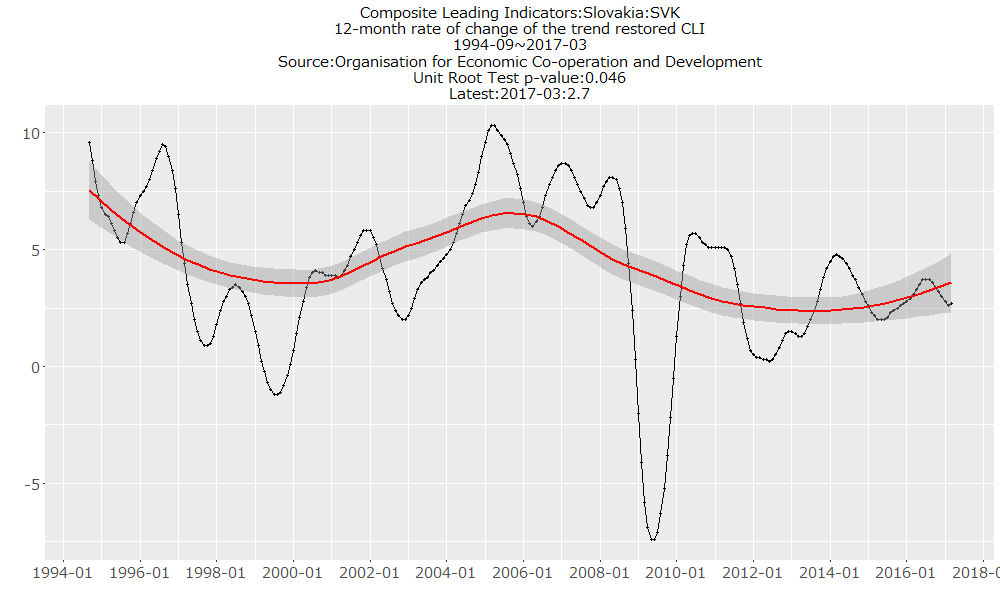 Composite Leading Indicators:Slovakia:SVK
12-month rate of change of the trend restored CLI
1994-09~2017-03
Source:Organisation for Economic Co-operation and Development
Unit Root Test p-value:0.046
Latest:2017-03:2.7
10
5
0
-5
1994-01 1996-01 1998-01 2000-01 2002-01 2004-01 2006-01 2008-01 2010-01 2012-01 2014-01 2016-01 2018-0